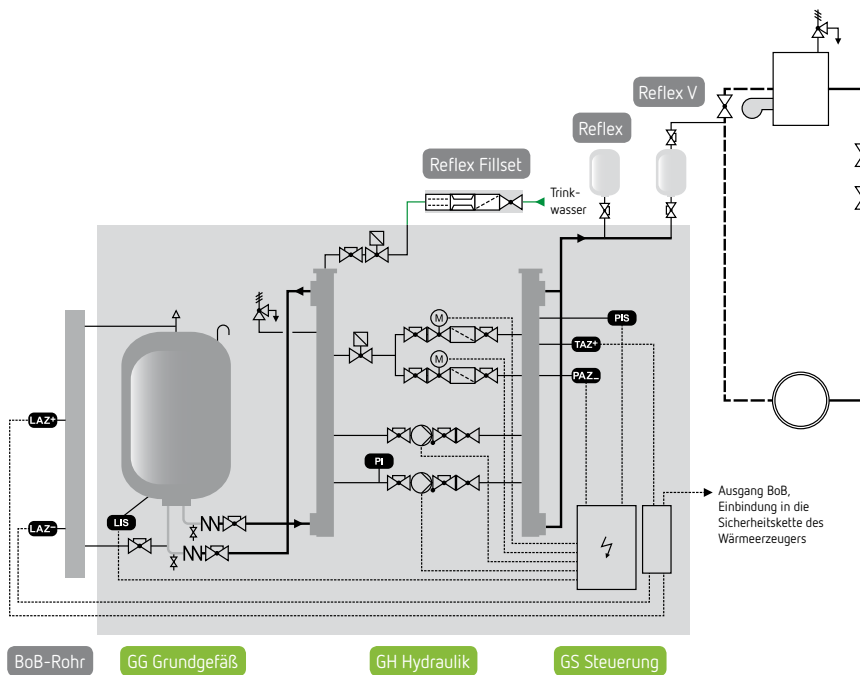 Reflex V
Reflex
Reflex Fillset
Trink-
wasser
M
PIS
TAZ+
M
PAZ–
LAZ+
PI
LIS
LAZ–
Ausgang BoB,
Einbindung in die
Sicherheitskette des
Wärmeerzeugers
BoB-Rohr
GG Grundgefäß
GH Hydraulik
GS Steuerung